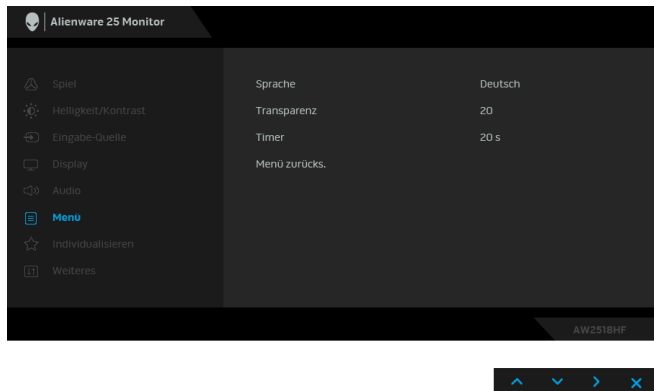 Alienware 25 Monitor
Spiel
Helligkeit/Kontrast
Eingabe-Quelle
Display
Audio
Menü
Individualisieren
Weiteres
Sprache Deutsch
Transparenz 20
Timer 20 s
Menü zurücks.
AW2518HF